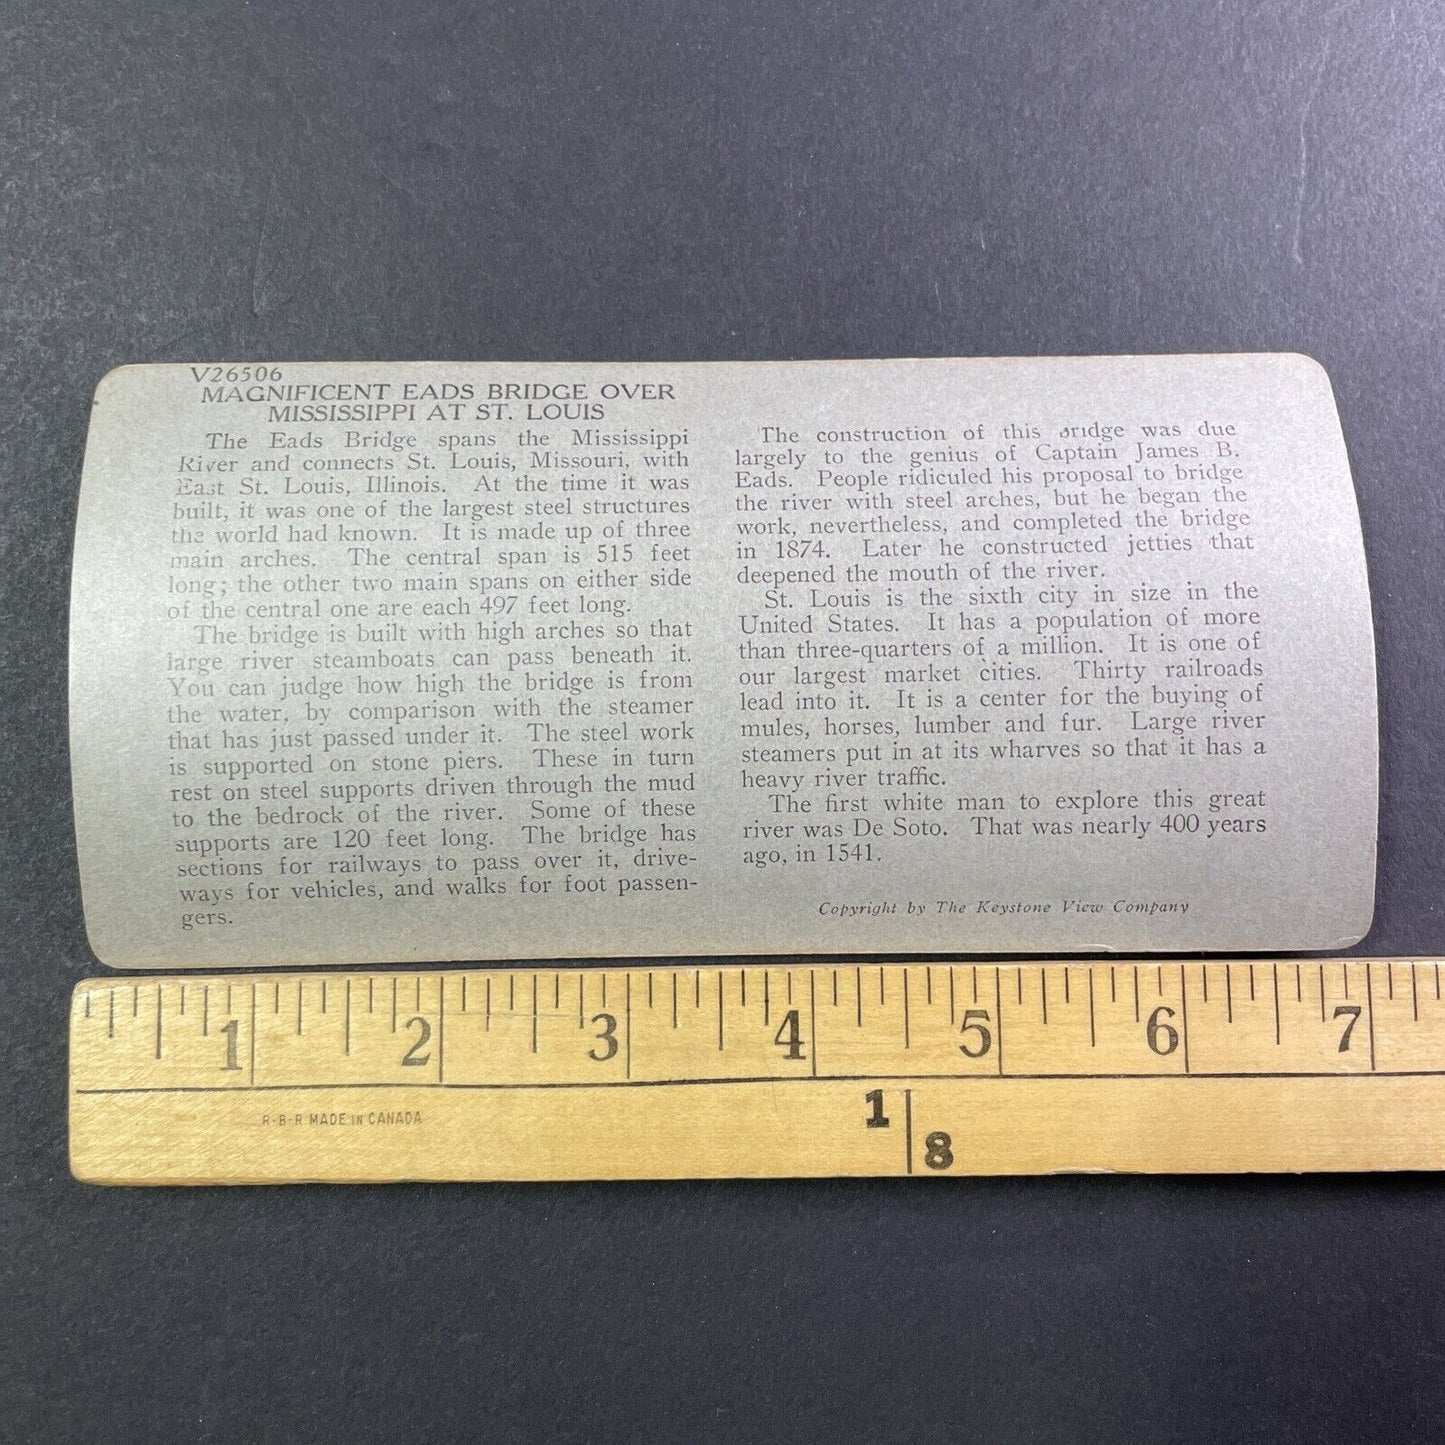 V26506
MAGNIFICENT EADS BRIDGE OVER
MISSISSIPPI AT ST. LOUIS
The Eads Bridge spans the Mississippi
River and connects St. Louis, Missouri, with
East St. Louis, Illinois. At the time it was
built, it was one of the largest steel structures
the world had known. It is made up of three
main arches. The central span is 515 feet
long; the other two main spans on either side
of the central one are each 497 feet long.
The bridge is built with high arches so that
large river steamboats can pass beneath it.
You can judge how high the bridge is from
the water, by comparison with the steamer
that has just passed under it. The steel work
is supported on stone piers. These in turn
rest on steel supports driven through the mud
to the bedrock of the river. Some of these
supports are 120 feet long. The bridge has
sections for railways to pass over it, drive-
ways for vehicles, and walks for foot passen-
gers.
The construction of this bridge was due
largely to the genius of Captain James B.
Eads. People ridiculed his proposal to bridge
the river with steel arches, but he began the
work, nevertheless, and completed the bridge
in 1874. Later he constructed jetties that
deepened the mouth of the river.
St. Louis is the sixth city in size in the
United States. It has a population of more
than three-quarters of a million. It is one of
our largest market cities. Thirty railroads
lead into it. It is a center for the buying of
mules, horses, lumber and fur. Large river
steamers put in at its wharves so that it has a
heavy river traffic.
The first white man to explore this great
river was De Soto. That was nearly 400 years
ago, in 1541.
Copyright by The Keystone View Company
1 2 3 4 5 6 7
R-B-R MADE IN CANADA
1
8